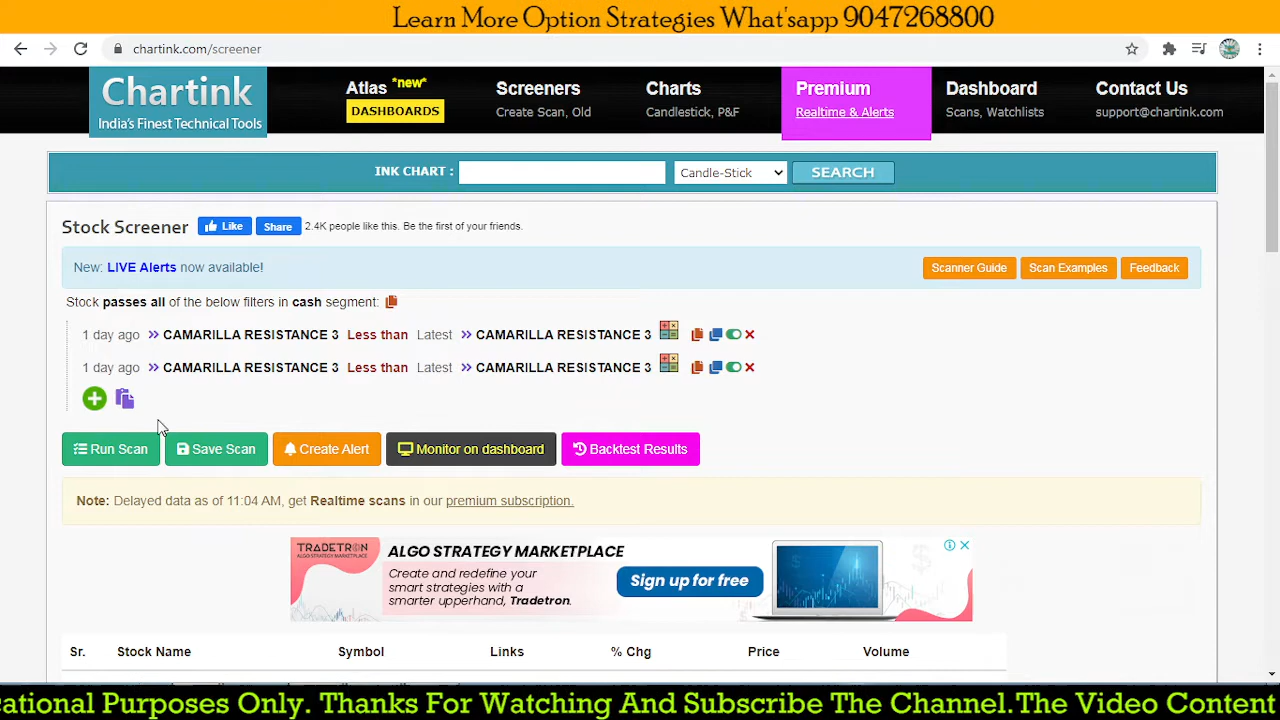 Learn More Option Strategies What'sapp 9047268800
chartink.com/screener
Chartink
India's Finest Technical Tools
Atlas *new*
DASHBOARDS
Screeners
Create Scan, Old
Charts
Candlestick, P&F
Premium
Realtime & Alerts
Dashboard
Scans, Watchlists
Contact Us
support@chartink.com
INK CHART : Candle-Stick SEARCH
Stock Screener Like Share 2.4K people like this. Be the first of your friends.
New: LIVE Alerts now available! Scanner Guide Scan Examples Feedback
Stock passes all of the below filters in cash segment:
1 day ago CAMARILLA RESISTANCE 3 Less than Latest CAMARILLA RESISTANCE 3
1 day ago CAMARILLA RESISTANCE 3 Less than Latest CAMARILLA RESISTANCE 3
Run Scan Save Scan Create Alert Monitor on dashboard Backtest Results
Note: Delayed data as of 11:04 AM, get Realtime scans in our premium subscription.
TRADETRON
ALGO STRATEGY MARKETPLACE
ALGO STRATEGY MARKETPLACE
Create and redefine your
smart strategies with a
smarter upperhand, Tradetron.
Sign up for free
Sr. Stock Name Symbol Links % Chg Price Volume
cational Purposes Only. Thanks For Watching And Subscribe The Channel.The Video Content